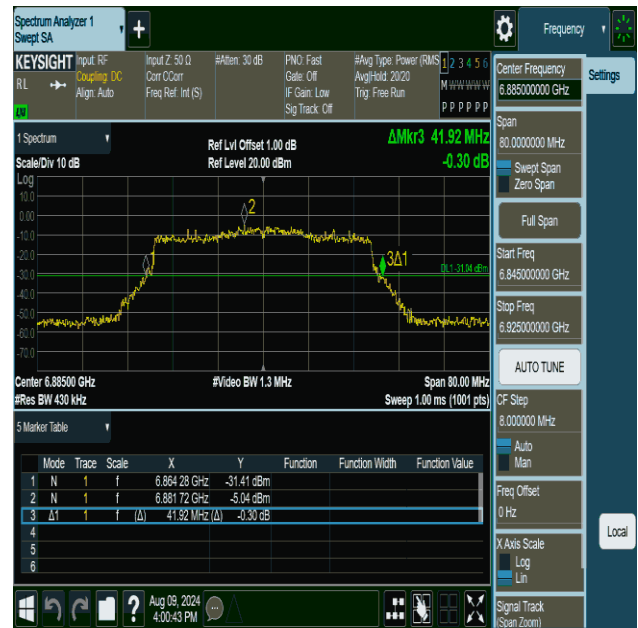 Spectrum Analyzer 1
Swept SA
+
Frequency
KEYSIGHT
RL
Input: RF
Coupling: DC
Align: Auto
Input Z: 50 Ω
Corr CCorr
Freq Ref: Int (S)
#Atten: 30 dB
PNO: Fast
Gate: Off
IF Gain: Low
Sig Track: Off
#Avg Type: Power (RMS
Avg|Hold: 20/20
Trig: Free Run
1 2 3 4 5 6
M W W W W W
P P P P P P
1 Spectrum
Scale/Div 10 dB
Ref Lvl Offset 1.00 dB
Ref Level 20.00 dBm
ΔMkr3 41.92 MHz
-0.30 dB
Log
10.0
0.00
-10.0
-20.0
-30.0
-40.0
-50.0
-60.0
-70.0
2
1
3Δ1
DL1 -31.04 dBm
Center 6.88500 GHz
#Res BW 430 kHz
#Video BW 1.3 MHz
Span 80.00 MHz
Sweep 1.00 ms (1001 pts)
5 Marker Table
Mode Trace Scale X Y Function Function Width Function Value
1 N 1 f 6.864 28 GHz -31.41 dBm
2 N 1 f 6.881 72 GHz -5.04 dBm
3 Δ1 1 f (Δ) 41.92 MHz (Δ) -0.30 dB
4
5
6
Aug 09, 2024
4:00:43 PM
?
Center Frequency
6.885000000 GHz
Settings
Span
80.0000000 MHz
Swept Span
Zero Span
Full Span
Start Freq
6.845000000 GHz
Stop Freq
6.925000000 GHz
AUTO TUNE
CF Step
8.000000 MHz
Auto
Man
Freq Offset
0 Hz
Local
X Axis Scale
Log
Lin
Signal Track
(Span Zoom)